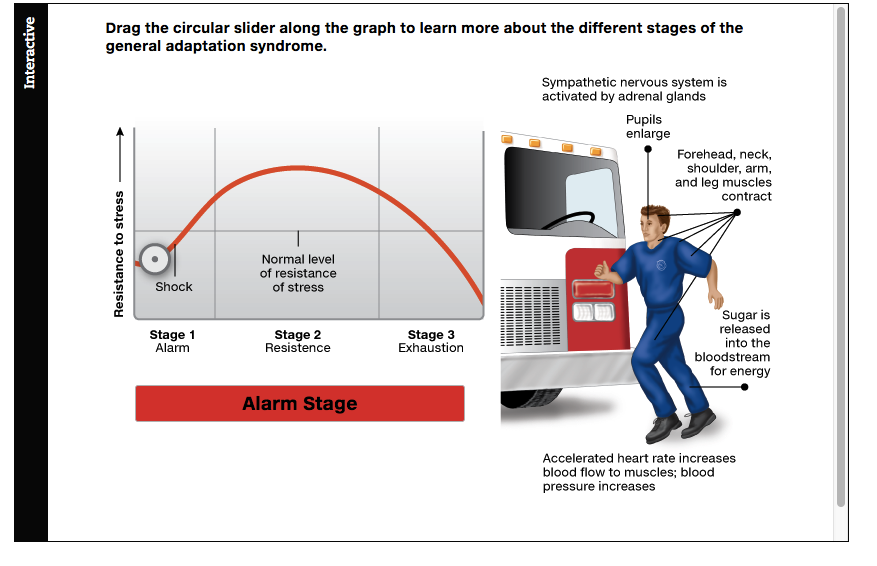 Interactive
Drag the circular slider along the graph to learn more about the different stages of the
general adaptation syndrome.
Sympathetic nervous system is
activated by adrenal glands
Pupils
enlarge
Forehead, neck,
shoulder, arm,
and leg muscles
contract
Resistance to stress
Normal level
of resistance
of stress
Shock
Sugar is
released
into the
bloodstream
for energy
Stage 1
Alarm
Stage 2
Resistence
Stage 3
Exhaustion
Alarm Stage
Accelerated heart rate increases
blood flow to muscles; blood
pressure increases